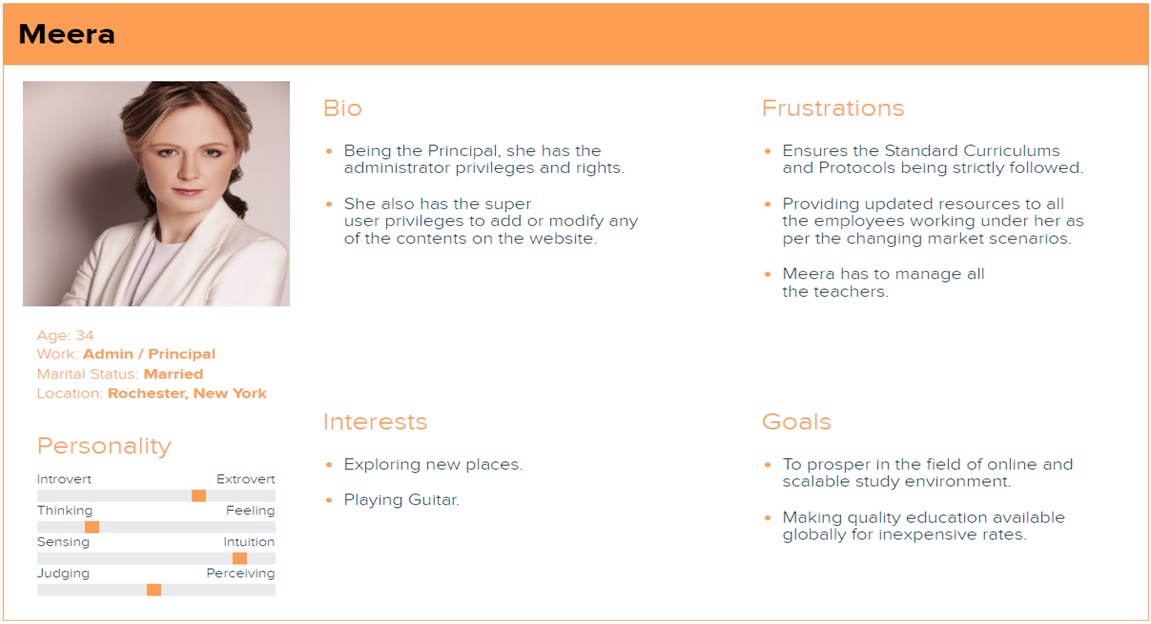 Meera
Age: 34
Work: Admin / Principal
Marital Status: Married
Location: Rochester, New York
Personality
Introvert Extrovert
Thinking Feeling
Sensing Intuition
Judging Perceiving
Bio
Being the Principal, she has the
administrator privileges and rights.
She also has the super
user privileges to add or modify any
of the contents on the website.
Frustrations
Ensures the Standard Curriculums
and Protocols being strictly followed.
Providing updated resources to all
the employees working under her as
per the changing market scenarios.
Meera has to manage all
the teachers.
Interests
Exploring new places.
Playing Guitar.
Goals
To prosper in the field of online and
scalable study environment.
Making quality education available
globally for inexpensive rates.